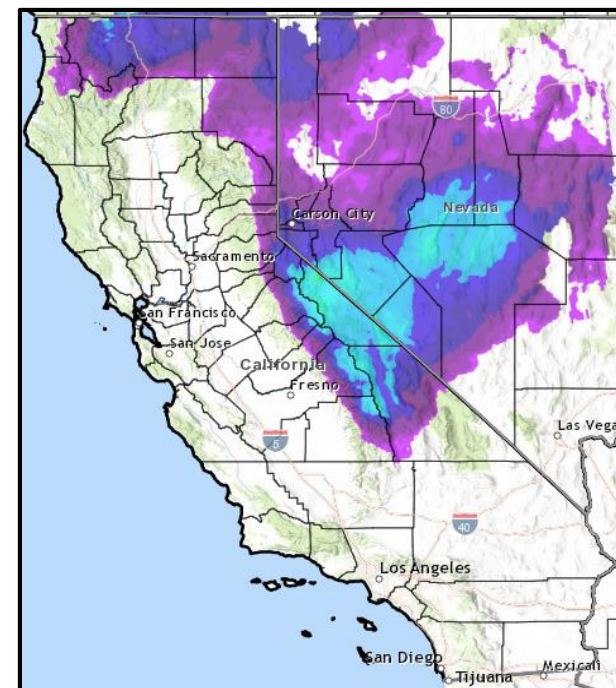 80
Nevada
Carson City
Sacramento
San Francisco
San Jose
California
Fresno
5
Las Vega
40
Los Angeles
San Diego
Tijuana
Mexicali